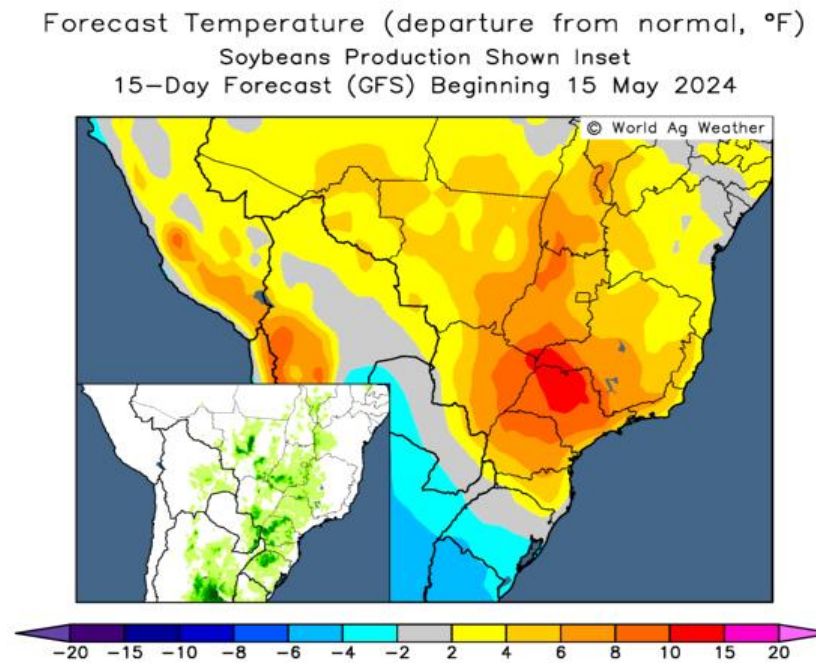 Forecast Temperature (departure from normal, °F)
Soybeans Production Shown Inset
15-Day Forecast (GFS) Beginning 15 May 2024
© World Ag Weather
-20 -15 -10 -8 -6 -4 -2 2 4 6 8 10 15 20